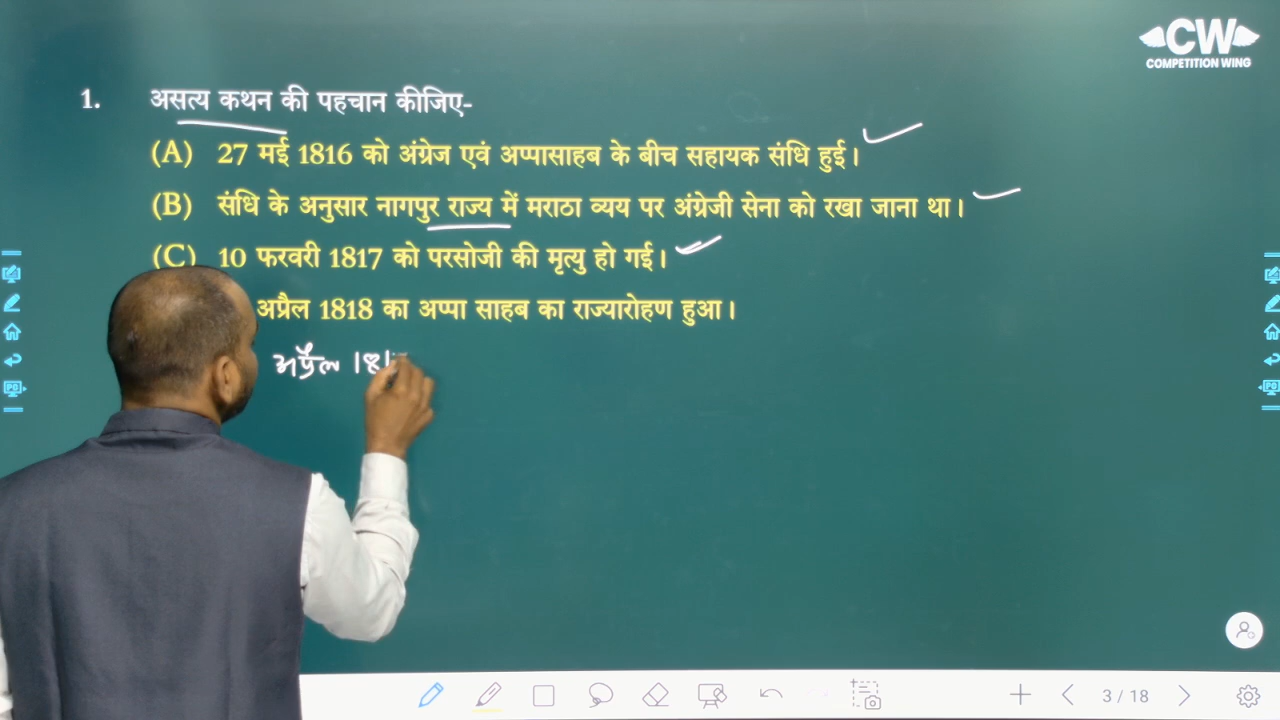 CW
COMPETITION WING
1. असत्य कथन की पहचान कीजिए-
(A) 27 मई 1816 को अंग्रेज एवं अप्पासाहब के बीच सहायक संधि हुई।
(B) संधि के अनुसार नागपुर राज्य में मराठा व्यय पर अंग्रेजी सेना को रखा जाना था।
(C) 10 फरवरी 1817 को परसोजी की मृत्यु हो गई।
अप्रैल 1818 का अप्पा साहब का राज्यारोहण हुआ।
अप्रैल
3 / 18